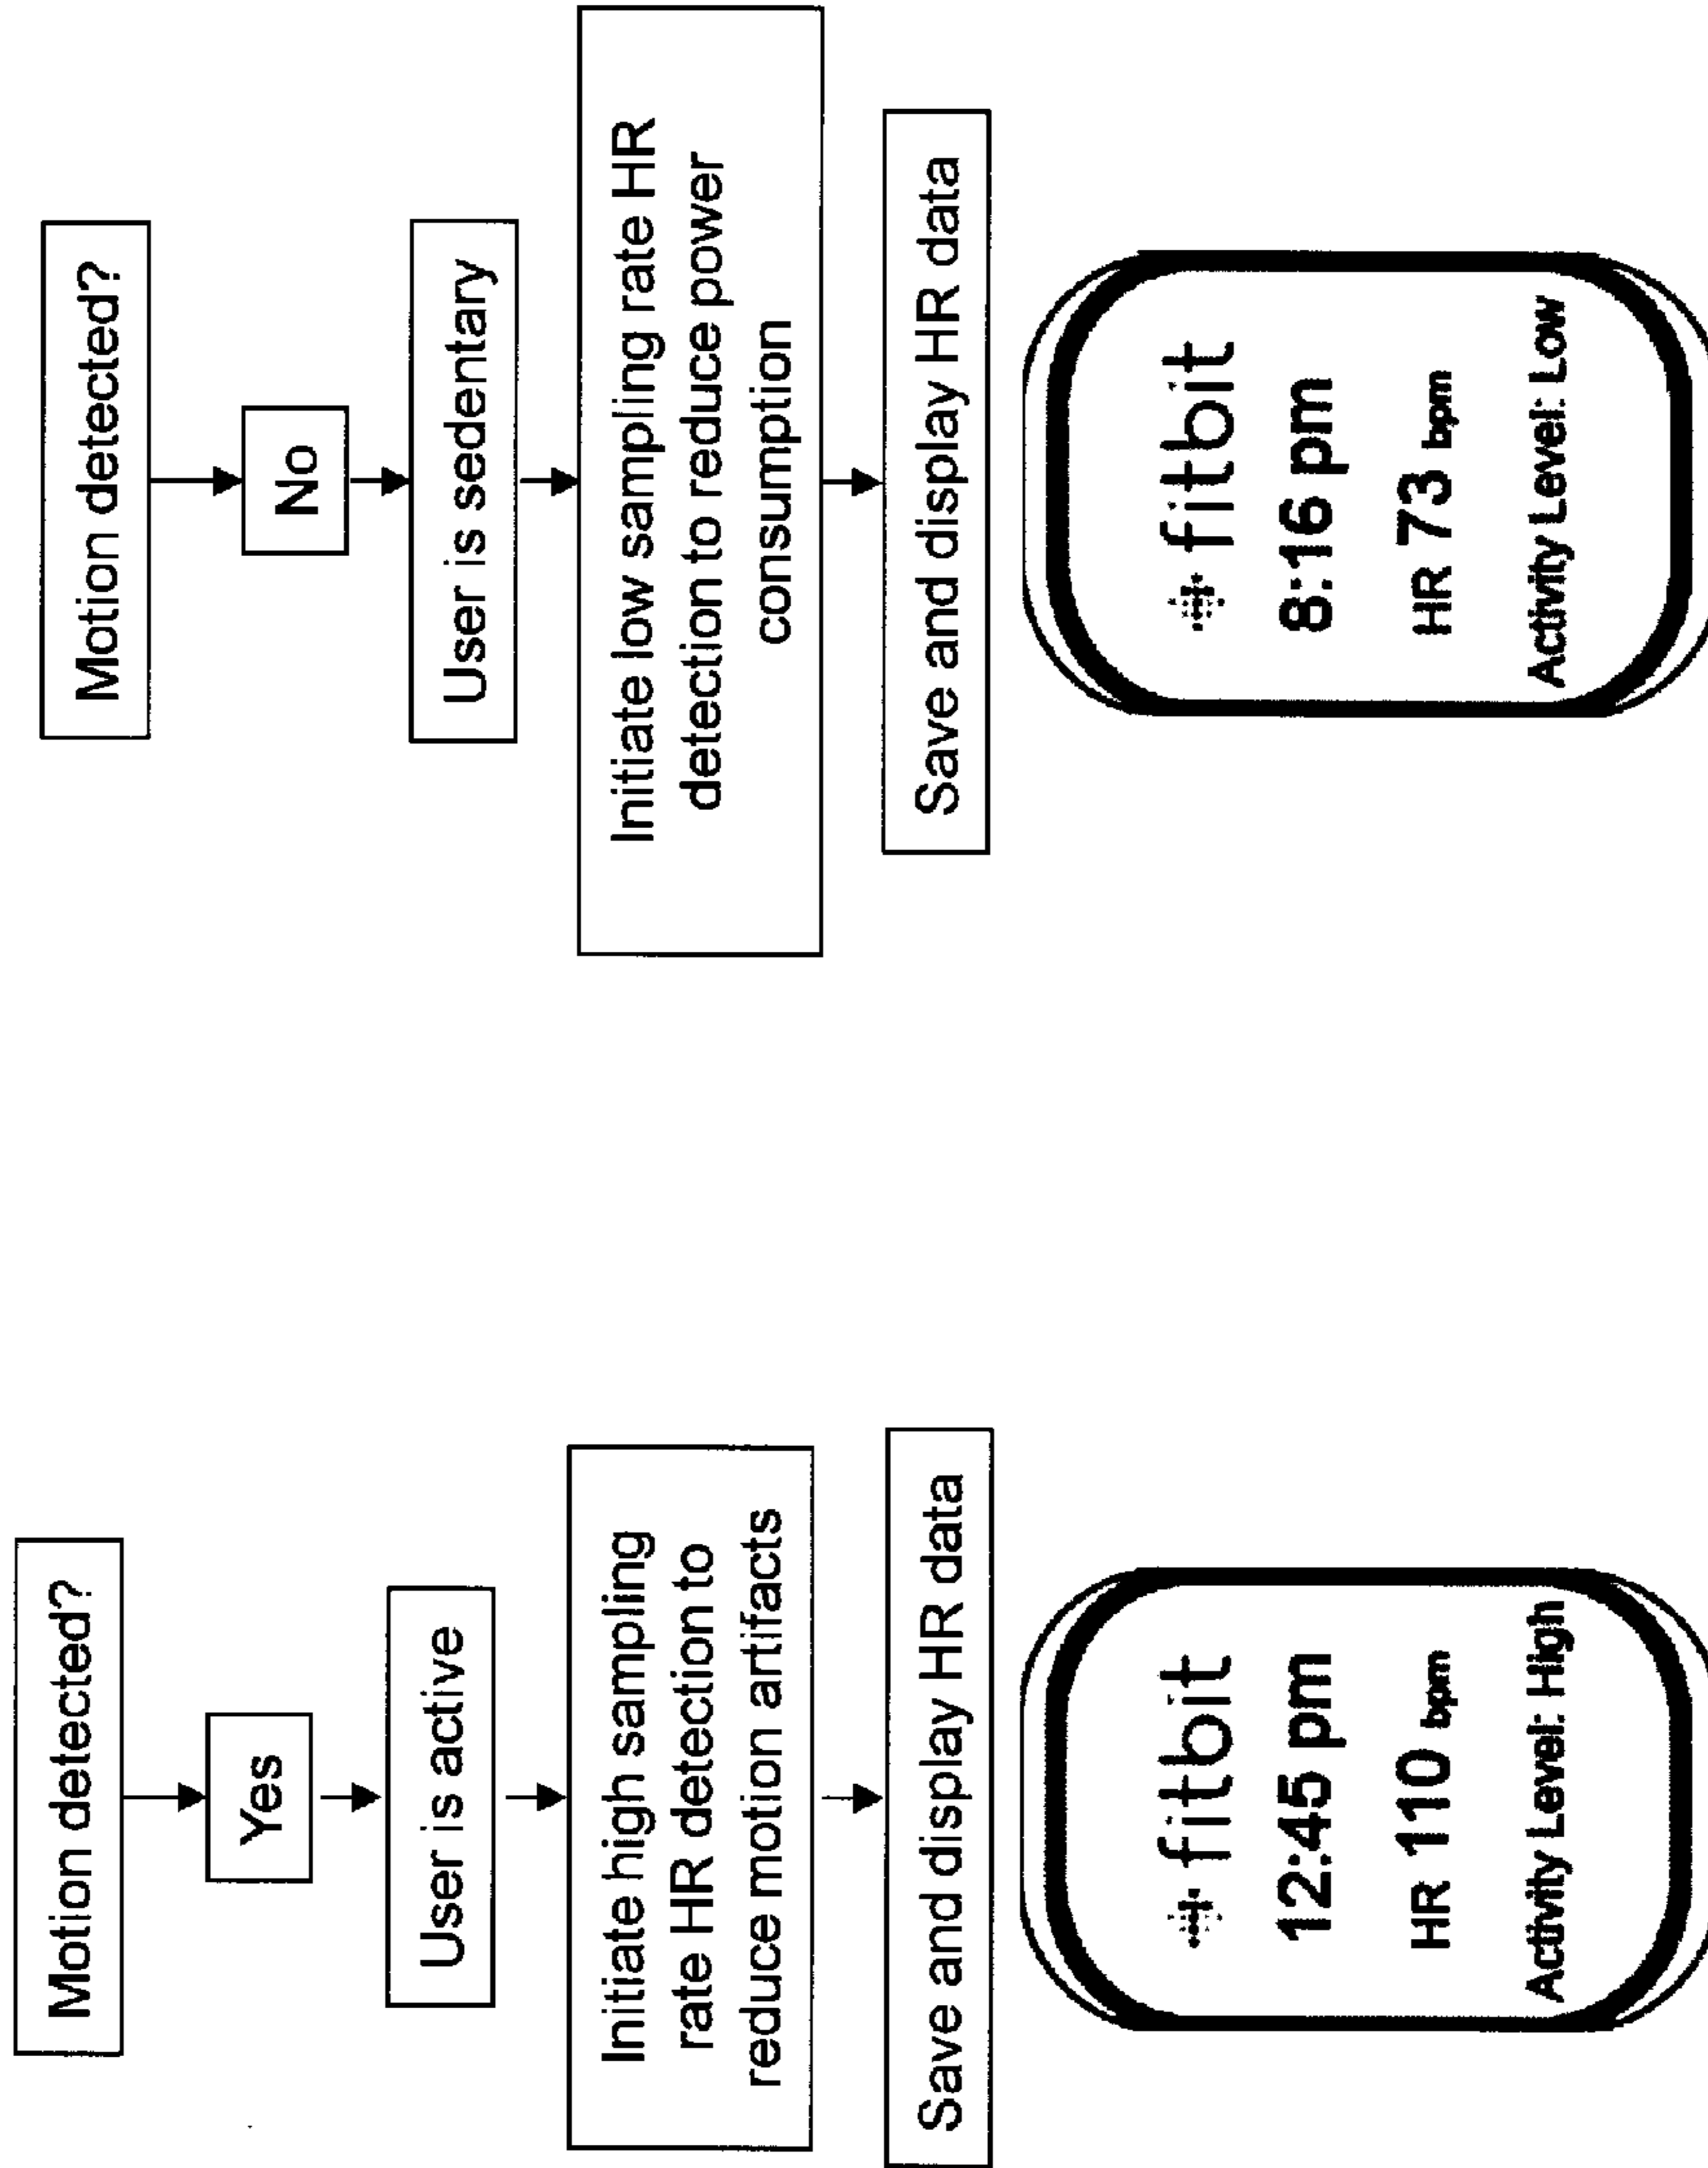 Motion detected?
Yes
User is active
Initiate high sampling
rate HR detection to
reduce motion artifacts
Save and display HR data
fitbit
12:45 pm
HR 110 bpm
Activity Level: High
Motion detected?
No
User is sedentary
Initiate low sampling rate HR
detection to reduce power
consumption
Save and display HR data
fitbit
8:16 pm
HR 73 bpm
Activity Level: Low